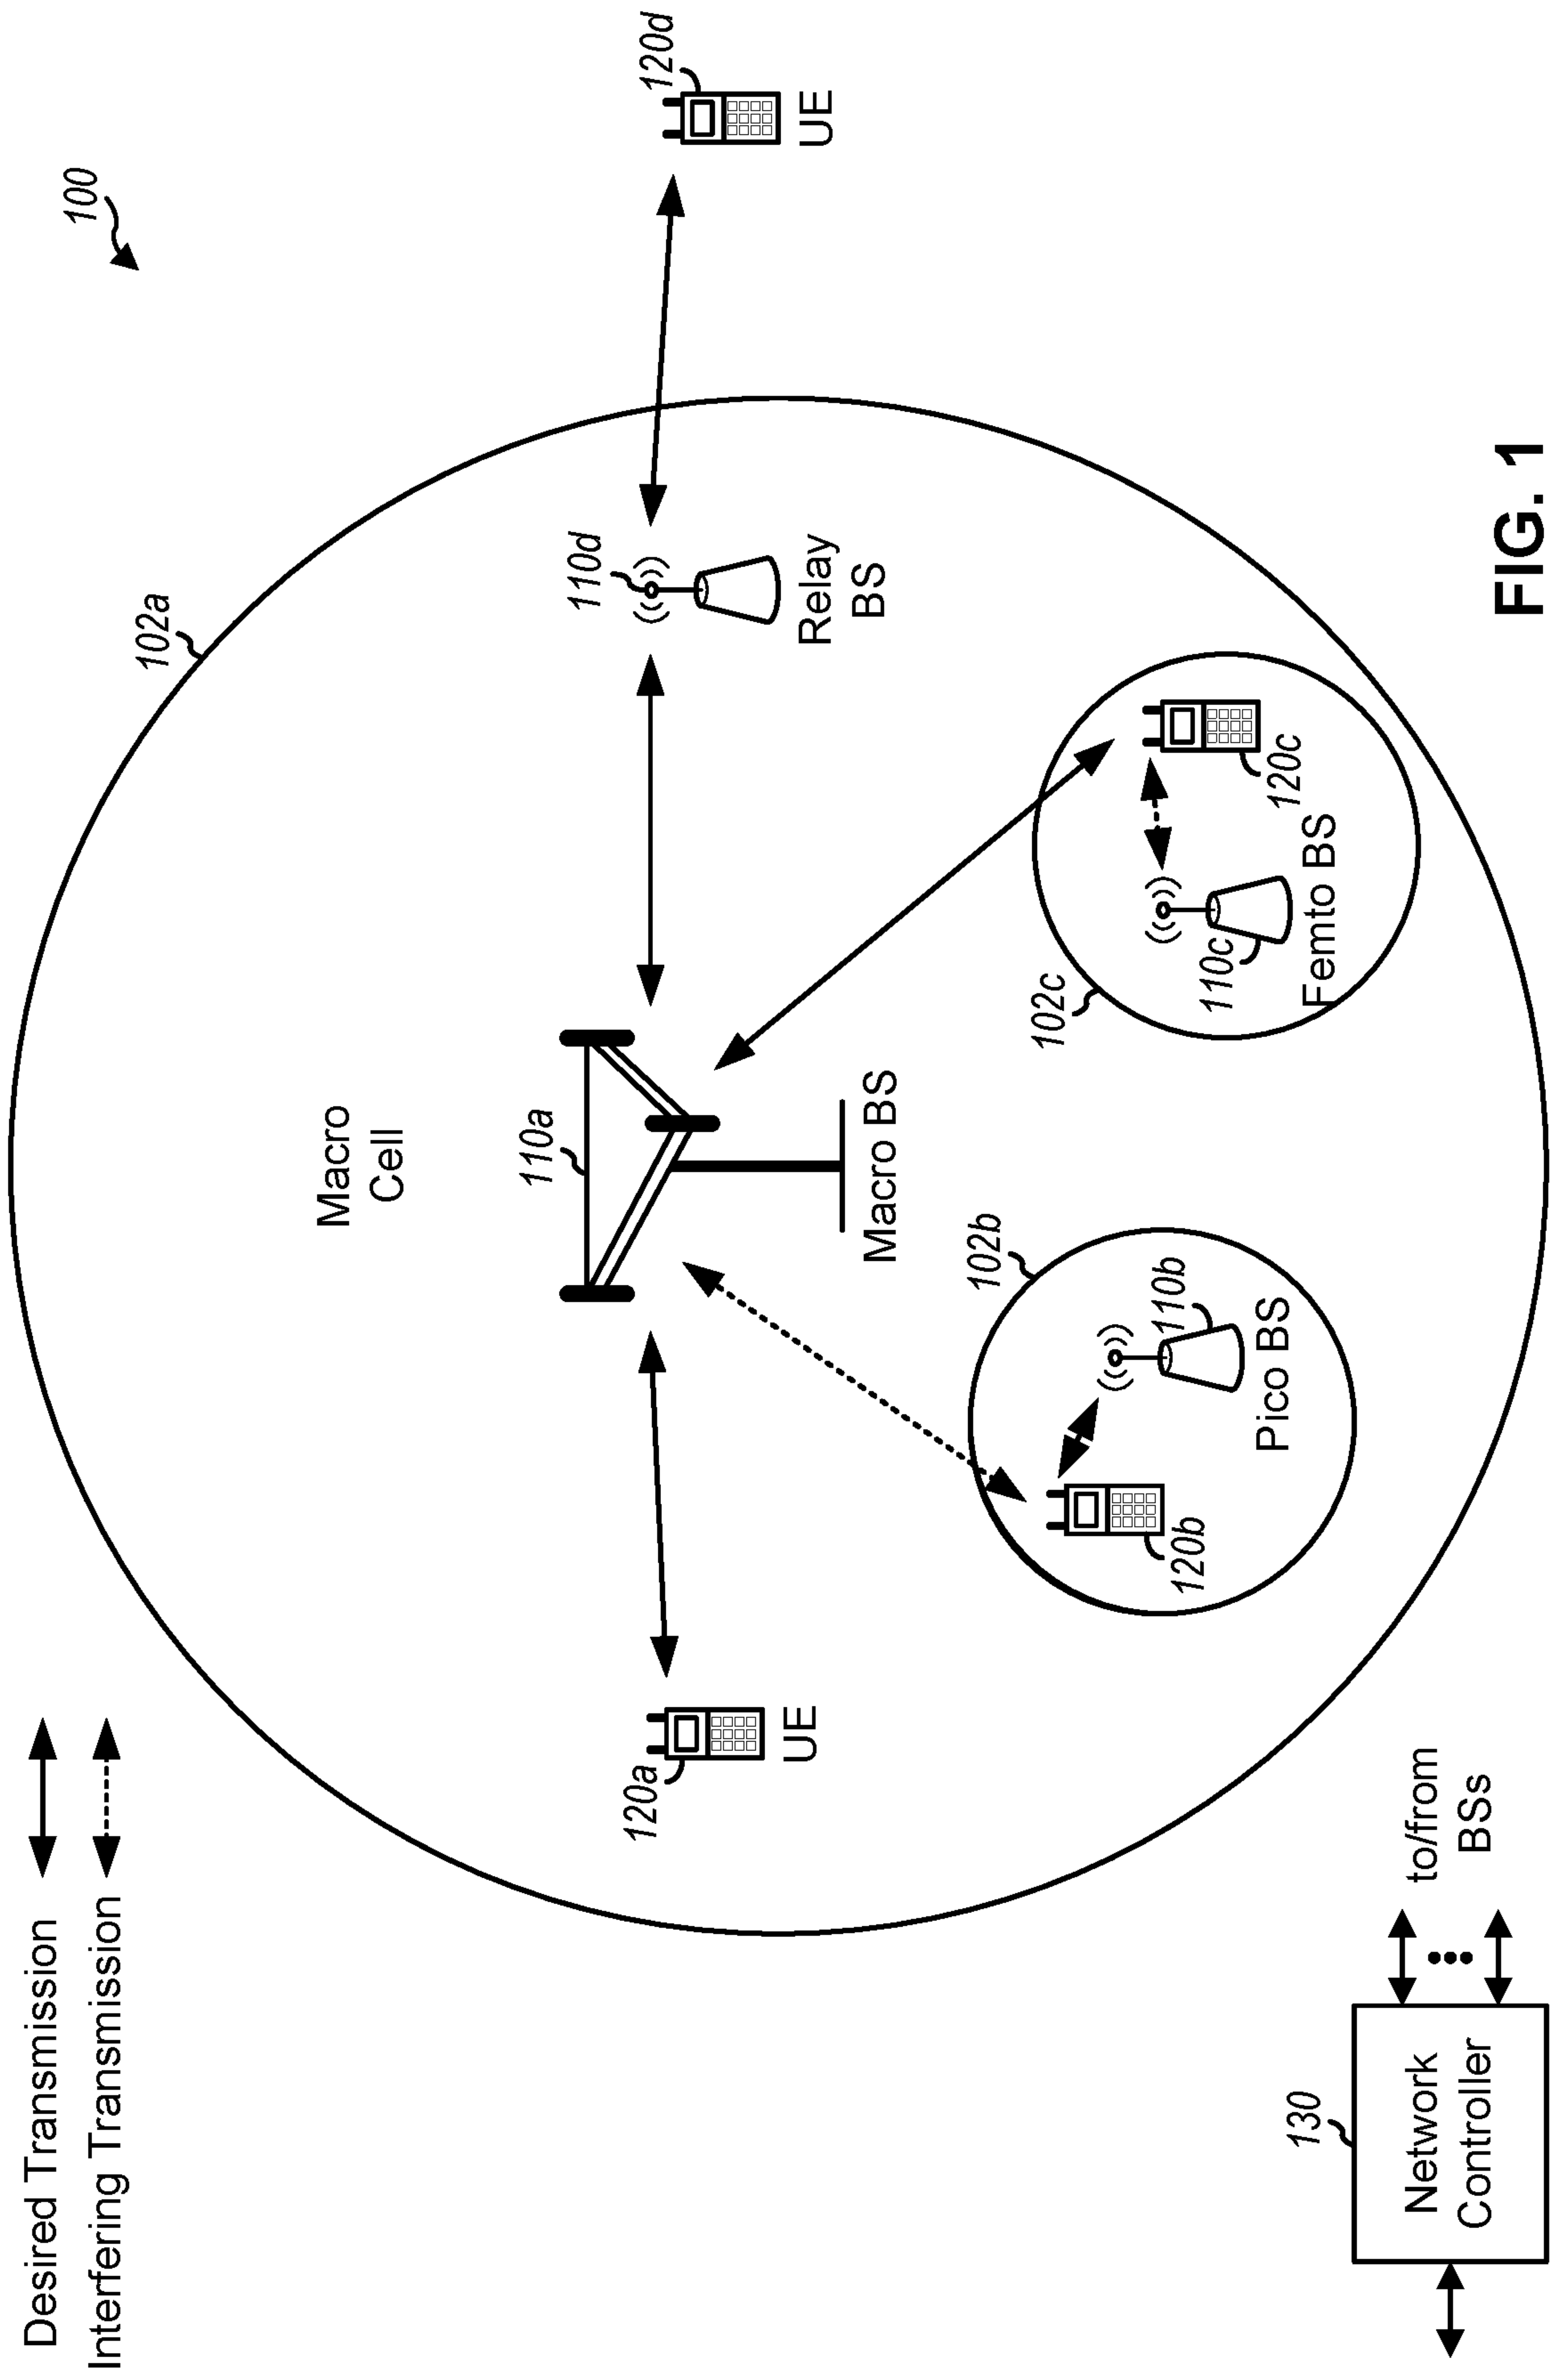 Desired Transmission
Interfering Transmission
100
102a
Macro
Cell
110a
Macro BS
110d
Relay
BS
120d
UE
120a
UE
102b
110b
Pico BS
120b
102c
110c
Femto BS
120c
130
Network
Controller
to/from
BSs
FIG. 1